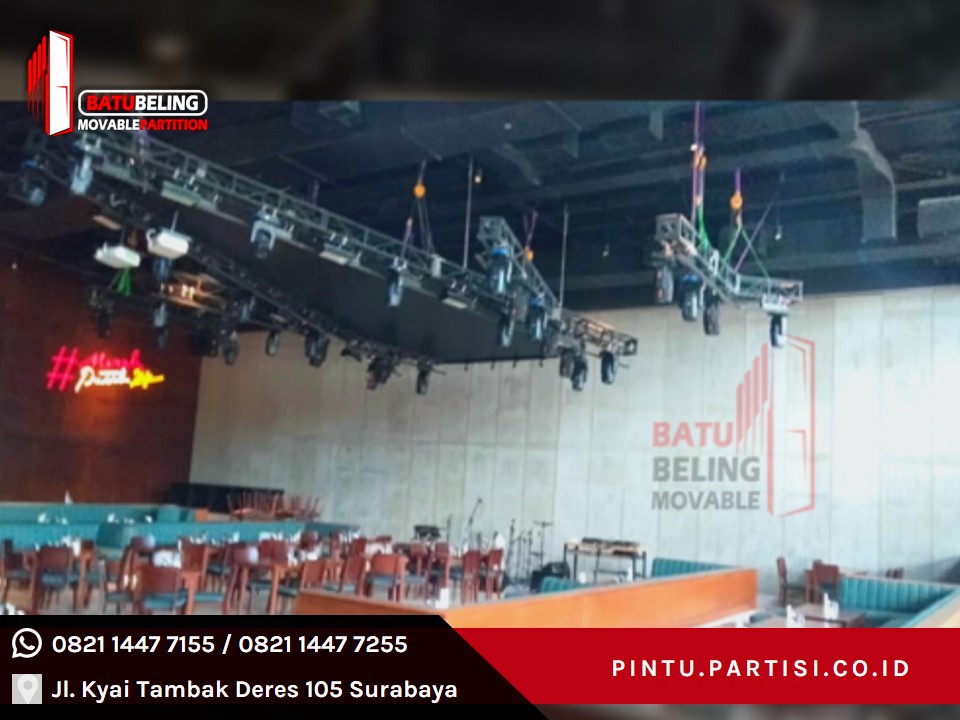 BATUBELING
MOVABLEPARTITION
#
BATU
BELING
MOVABLE
0821 1447 7155 / 0821 1447 7255
Jl. Kyai Tambak Deres 105 Surabaya
PINTU.PARTISI.CO.ID